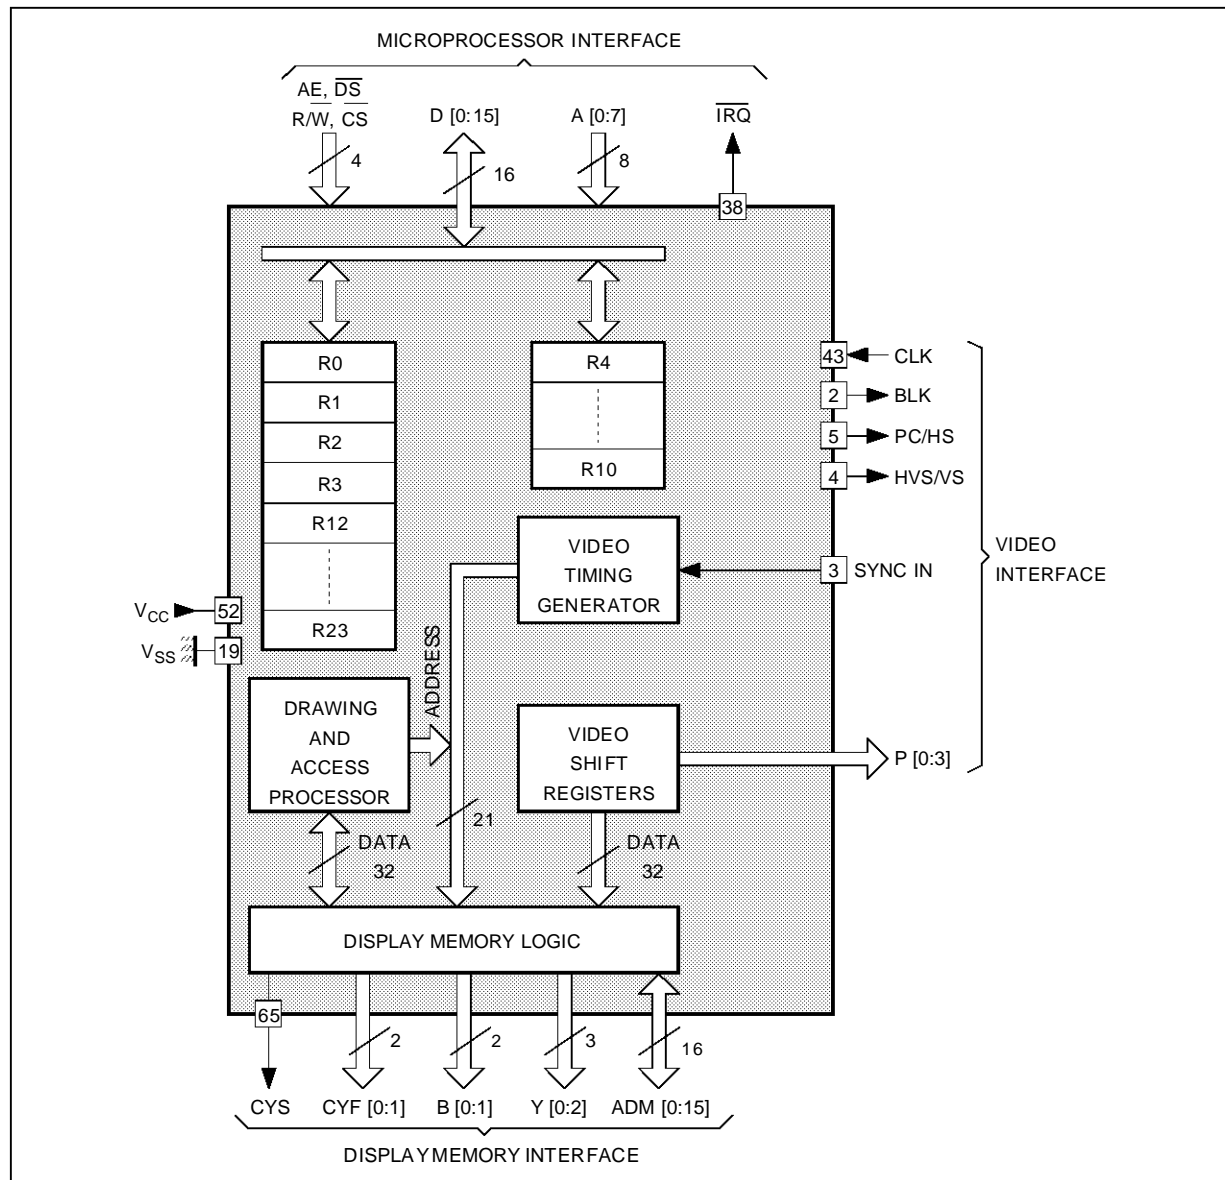 MICROPROCESSOR INTERFACE
AE, DS
R/W, CS
D [0:15]
A [0:7]
IRQ
4
16
8
38
R0
R1
R2
R3
R12
R23
R4
R10
43 CLK
2 BLK
5 PC/HS
4 HVS/VS
3 SYNC IN
VIDEO
INTERFACE
VIDEO
TIMING
GENERATOR
VCC 52
VSS 19
ADDRESS
DRAWING
AND
ACCESS
PROCESSOR
VIDEO
SHIFT
REGISTERS
P [0:3]
21
DATA
32
DATA
32
DISPLAY MEMORY LOGIC
65
2
2
3
16
CYS
CYF [0:1]
B [0:1]
Y [0:2]
ADM [0:15]
DISPLAY MEMORY INTERFACE